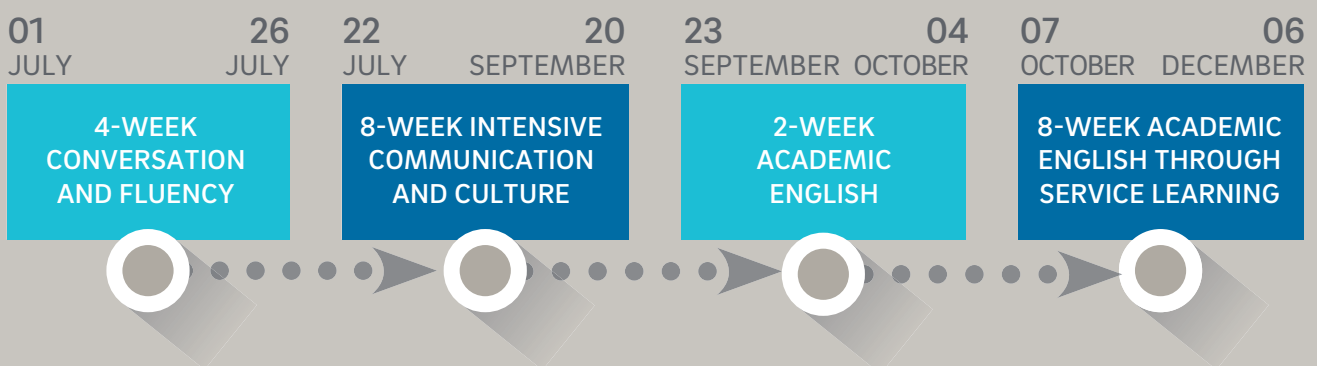 01
JULY
26
JULY
4-WEEK
CONVERSATION
AND FLUENCY
22
JULY
20
SEPTEMBER
8-WEEK INTENSIVE
COMMUNICATION
AND CULTURE
23
SEPTEMBER
04
OCTOBER
2-WEEK
ACADEMIC
ENGLISH
07
OCTOBER
06
DECEMBER
8-WEEK ACADEMIC
ENGLISH THROUGH
SERVICE LEARNING